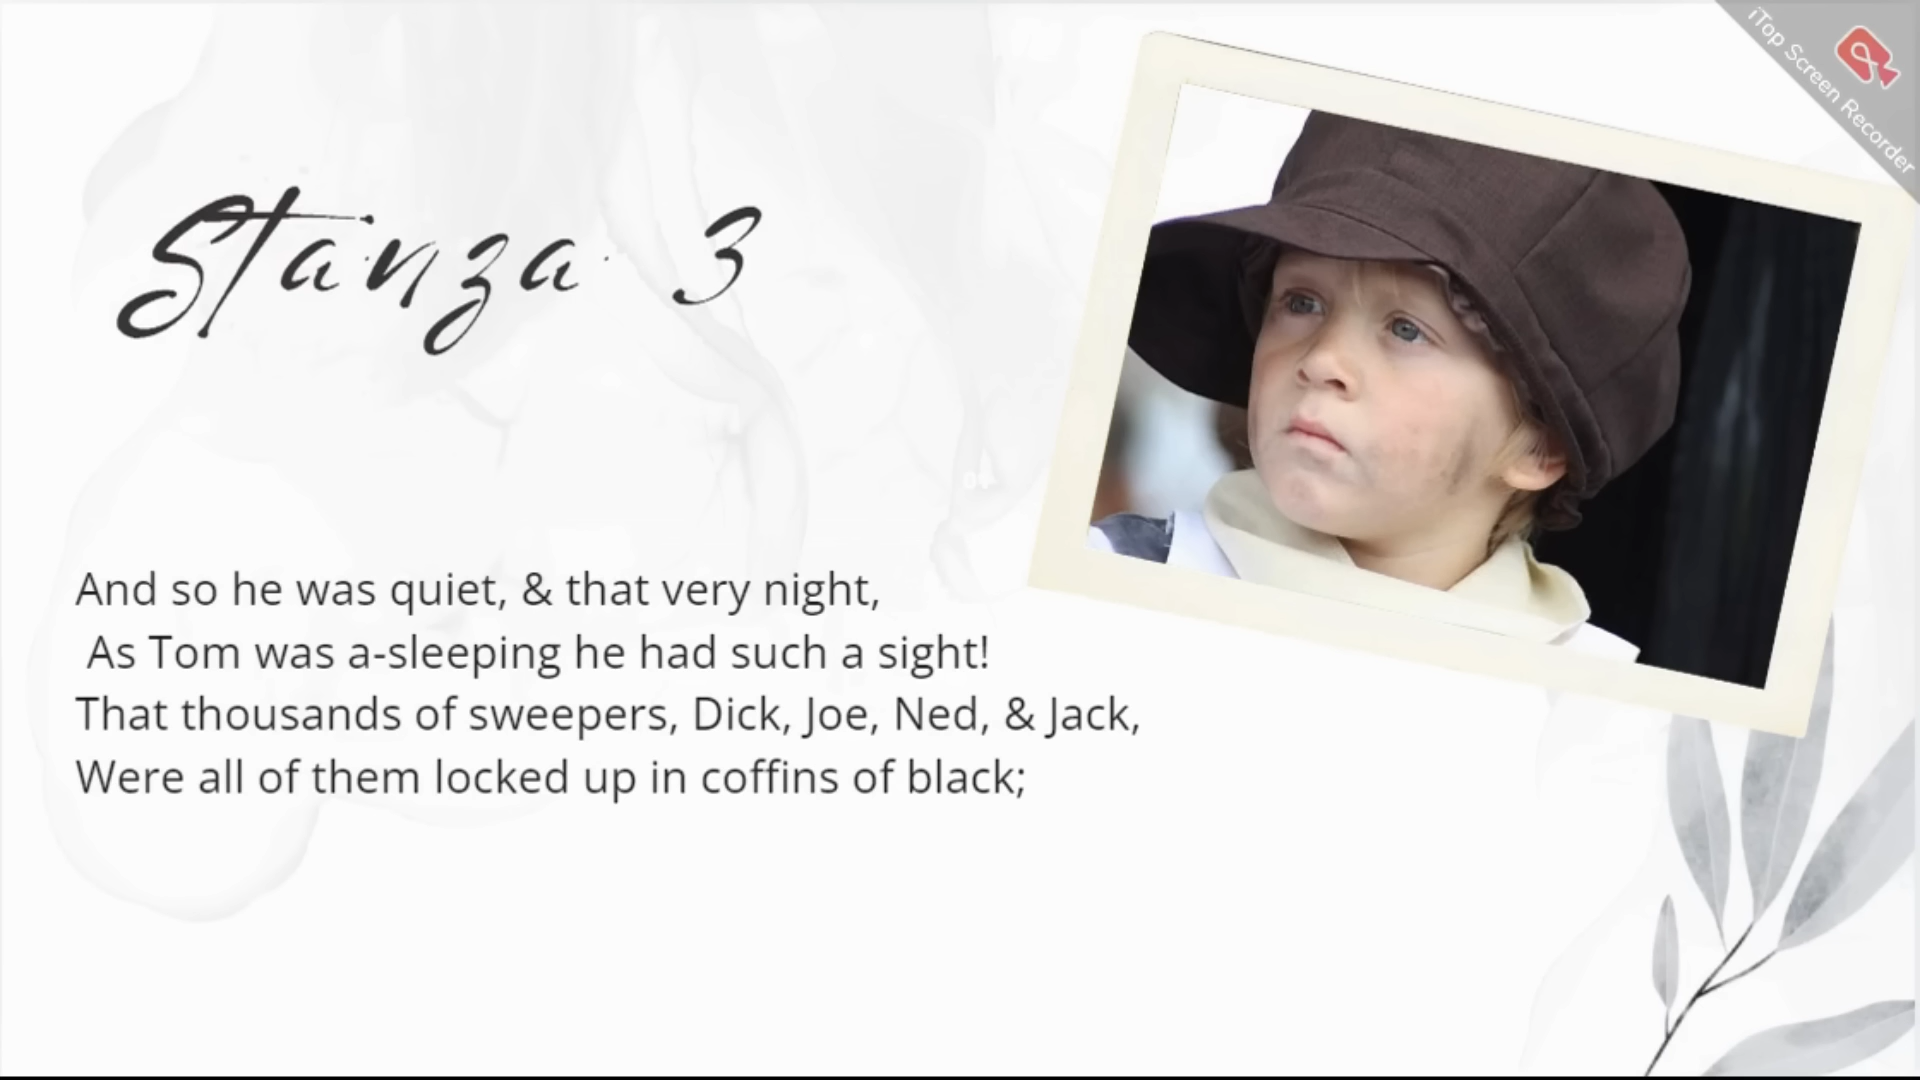 iTop Screen Recorder
Stanza 3
And so he was quiet, & that very night,
As Tom was a-sleeping he had such a sight!
That thousands of sweepers, Dick, Joe, Ned, & Jack,
Were all of them locked up in coffins of black;